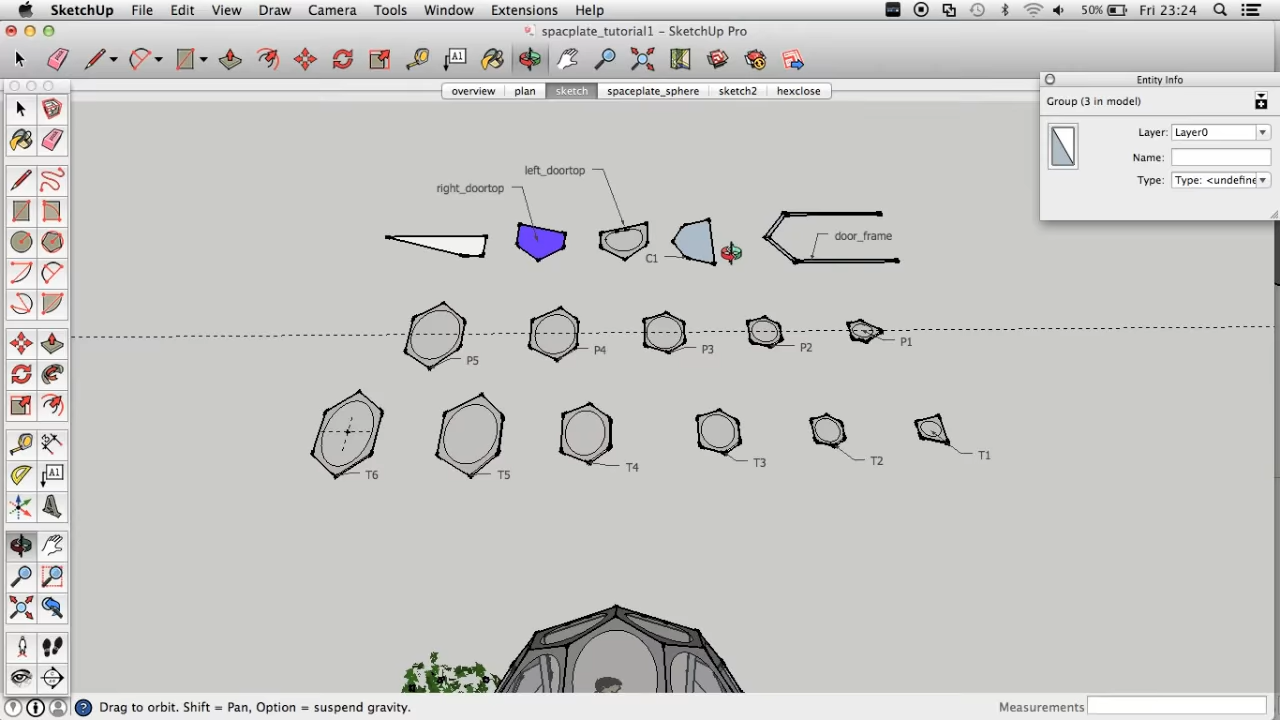 SketchUp File Edit View Draw Camera Tools Window Extensions Help 50% Fri 23:24
spacplate_tutorial1 – SketchUp Pro
A1
overview plan sketch spaceplate_sphere sketch2 hexclose
Entity Info
Group (3 in model)
Layer: Layer0
Name:
Type: Type: <undefine
left_doortop
right_doortop
door_frame
C1
P5 P4 P3 P2 P1
T6 T5 T4 T3 T2 T1
A1
Drag to orbit. Shift = Pan, Option = suspend gravity.
Measurements